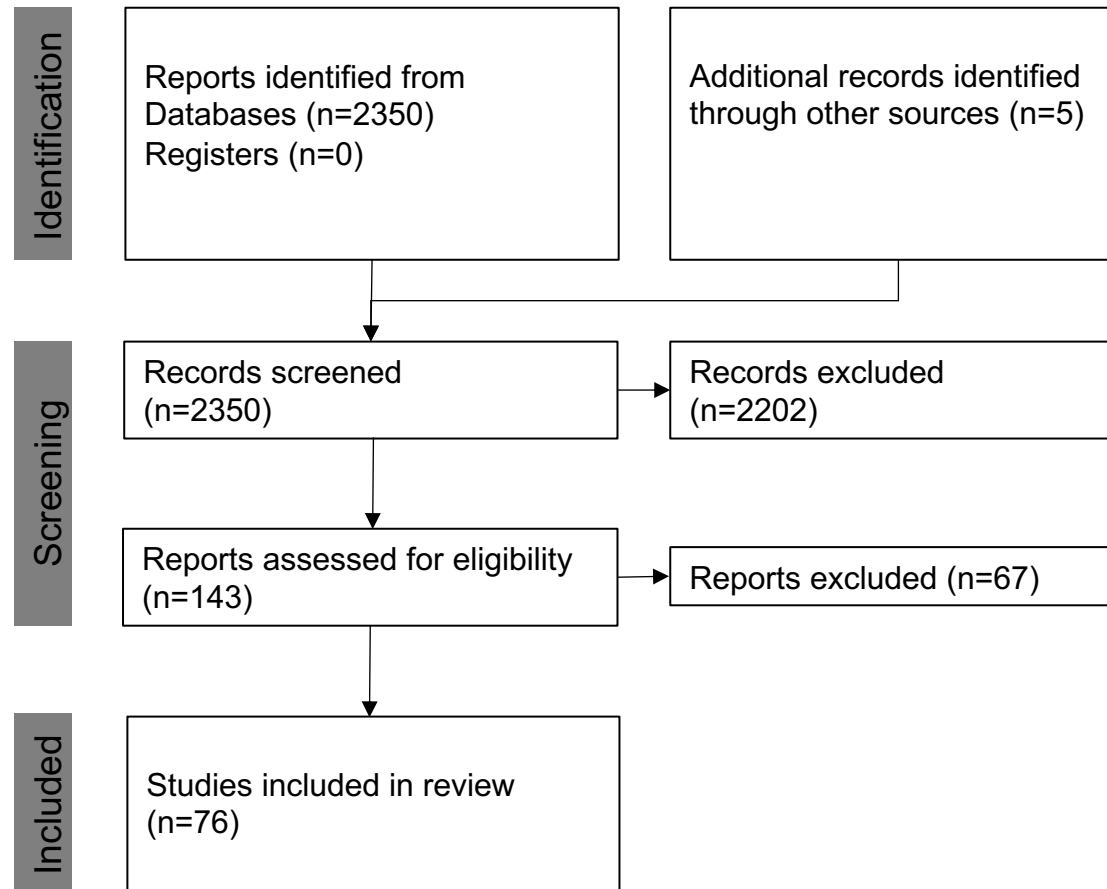 Identification
Reports identified from
Databases (n=2350)
Registers (n=0)
Additional records identified
through other sources (n=5)
Screening
Records screened
(n=2350)
Records excluded
(n=2202)
Reports assessed for eligibility
(n=143)
Reports excluded (n=67)
Included
Studies included in review
(n=76)